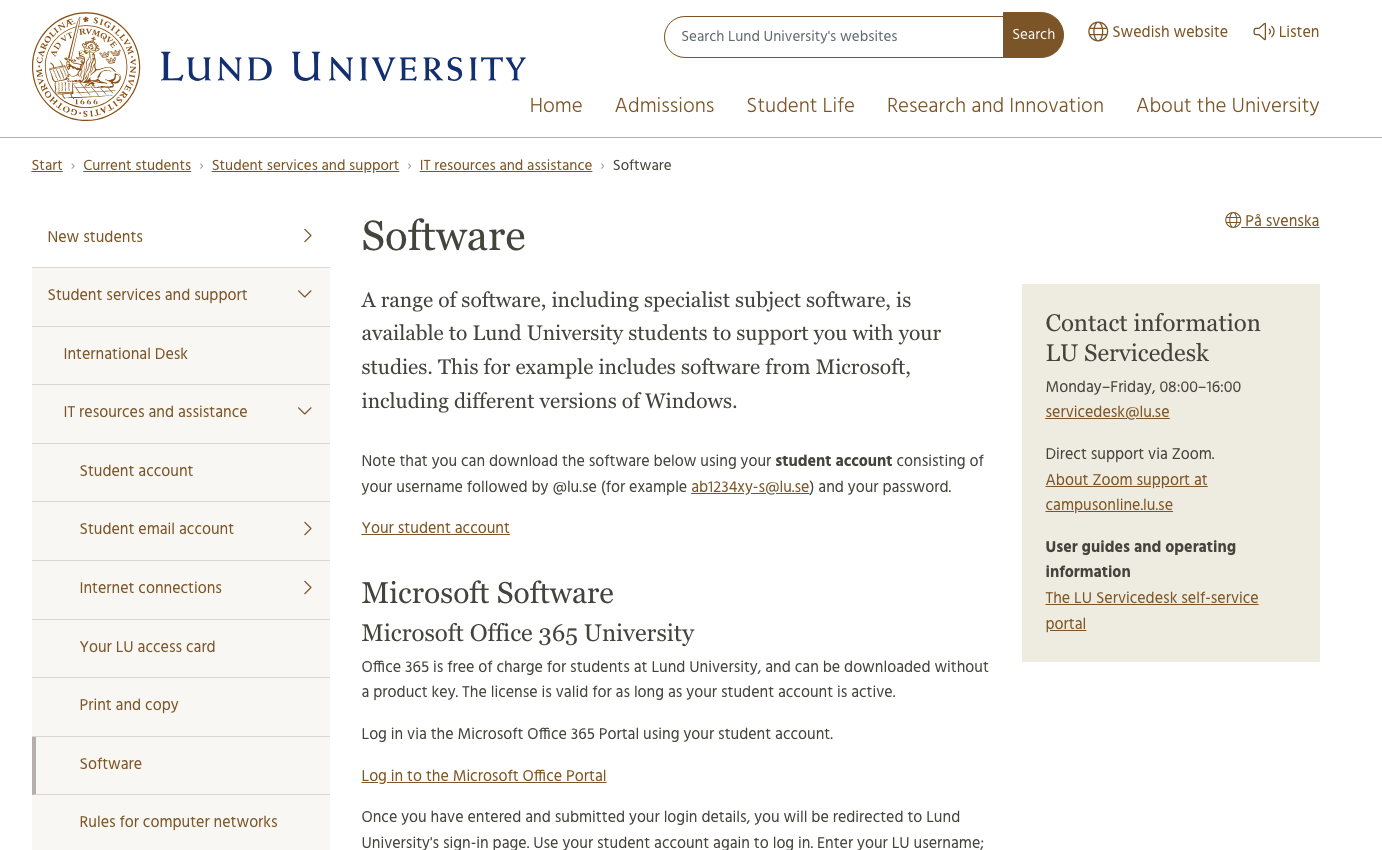 SIGILLVM·VNIVERSITATIS·GOTHORVM·CAROLINÆ
AD VTRVMQVE
1666
LUND UNIVERSITY
Search Lund University's websites
Search
Swedish website
Listen
Home
Admissions
Student Life
Research and Innovation
About the University
Start › Current students › Student services and support › IT resources and assistance › Software
New students
Student services and support
International Desk
IT resources and assistance
Student account
Student email account
Internet connections
Your LU access card
Print and copy
Software
Rules for computer networks
Software
På svenska
A range of software, including specialist subject software, is
available to Lund University students to support you with your
studies. This for example includes software from Microsoft,
including different versions of Windows.
Note that you can download the software below using your student account consisting of
your username followed by @lu.se (for example ab1234xy-s@lu.se) and your password.
Your student account
Microsoft Software
Microsoft Office 365 University
Office 365 is free of charge for students at Lund University, and can be downloaded without
a product key. The license is valid for as long as your student account is active.
Log in via the Microsoft Office 365 Portal using your student account.
Log in to the Microsoft Office Portal
Once you have entered and submitted your login details, you will be redirected to Lund
University's sign-in page. Use your student account again to log in. Enter your LU username;
Contact information
LU Servicedesk
Monday–Friday, 08:00–16:00
servicedesk@lu.se
Direct support via Zoom.
About Zoom support at
campusonline.lu.se
User guides and operating
information
The LU Servicedesk self-service
portal